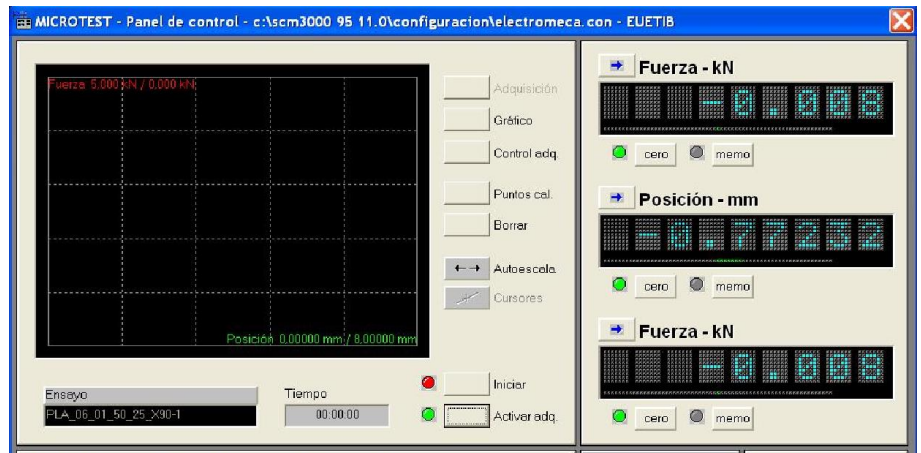 MICROTEST - Panel de control - c:\scm3000 95 11.0\configuracion\electromeca.con - EUETIB
Fuerza 5,000 kN / 0,000 kN
Posición 0,00000 mm / 8,00000 mm
Adquisición
Gráfico
Control adq.
Puntos cal.
Borrar
Autoescala
Cursores
Ensayo
PLA_06_01_50_25_X90-1
Tiempo
00:00:00
Iniciar
Activar adq.
Fuerza - kN
-0.008
cero memo
Posición - mm
-0.77232
cero memo
Fuerza - kN
-0.008
cero memo